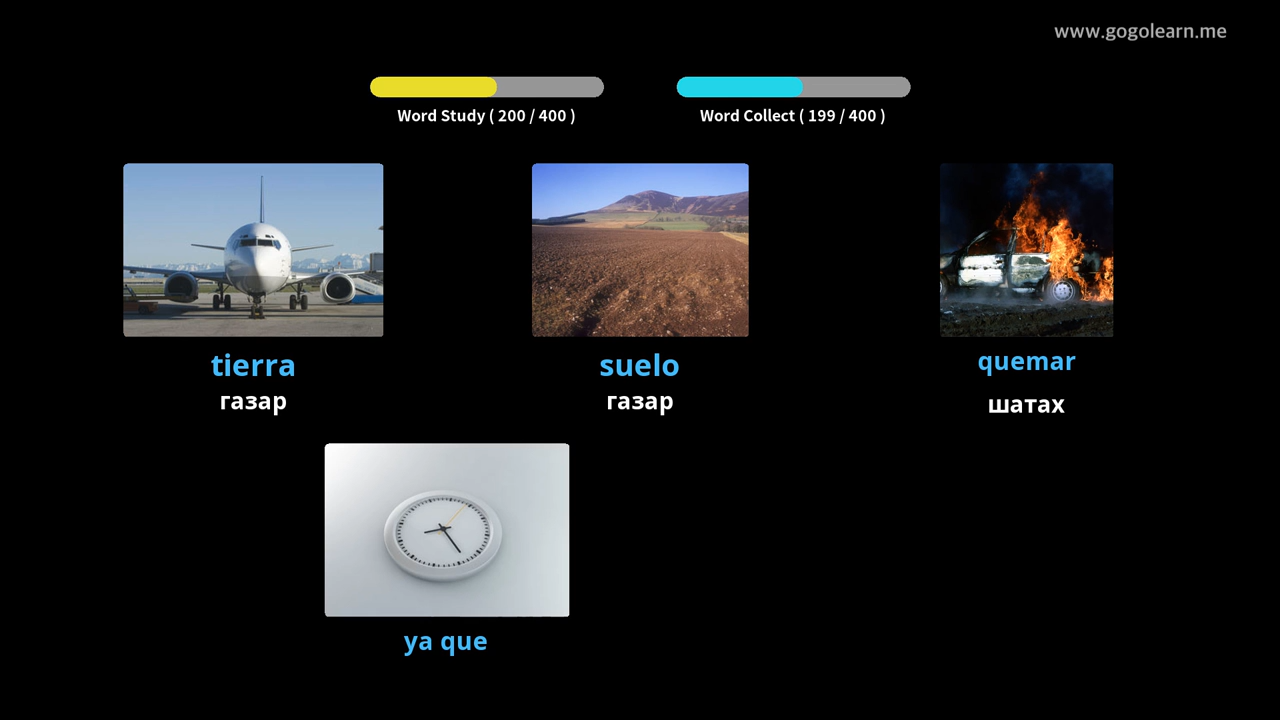 www.gogolearn.me
Word Study ( 200 / 400 )
Word Collect ( 199 / 400 )
tierra
газар
suelo
газар
quemar
шатах
ya que